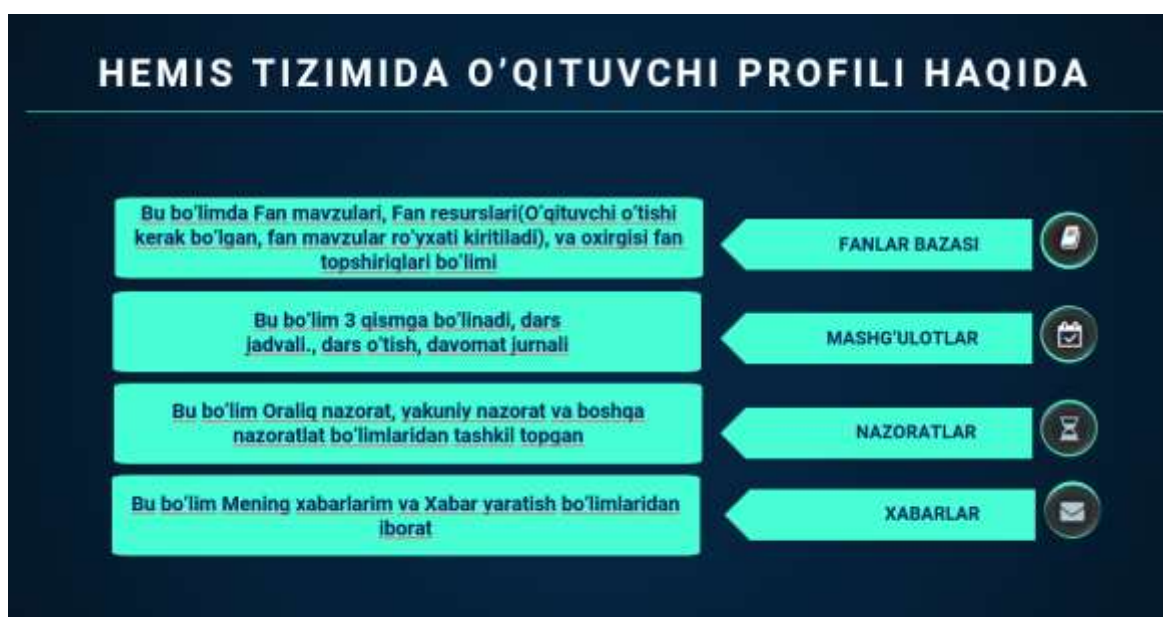 HEMIS TIZIMIDA O’QITUVCHI PROFILI HAQIDA
Bu bo’limda Fan mavzulari, Fan resurslari(O’qituvchi o’tishi
kerak bo’lgan, fan mavzular ro’yxati kiritiladi), va oxirgisi fan
topshiriqlari bo’limi
FANLAR BAZASI
Bu bo’lim 3 qismga bo’linadi, dars
jadvali., dars o’tish, davomat jurnali
MASHG’ULOTLAR
Bu bo’lim Oraliq nazorat, yakuniy nazorat va boshqa
nazoratlat bo’limlaridan tashkil topgan
NAZORATLAR
Bu bo’lim Mening xabarlarim va Xabar yaratish bo’limlaridan
iborat
XABARLAR